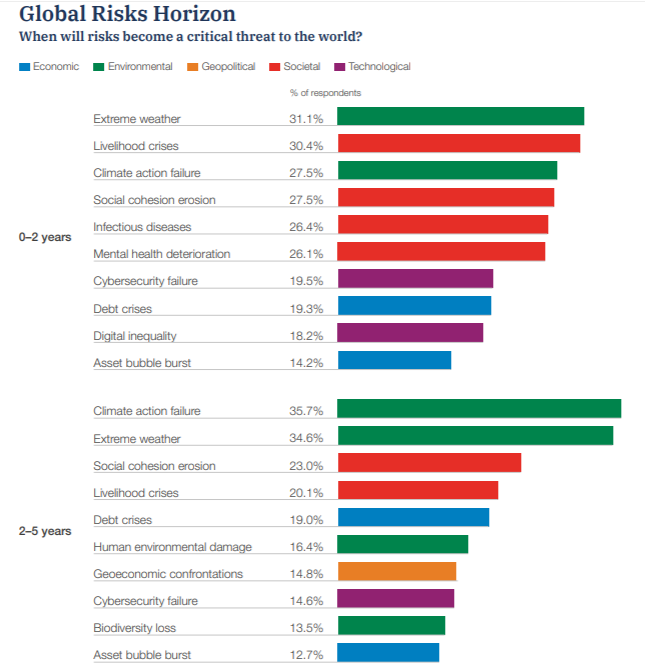 Global Risks Horizon
When will risks become a critical threat to the world?
Economic Environmental Geopolitical Societal Technological
% of respondents
0–2 years
Extreme weather 31.1%
Livelihood crises 30.4%
Climate action failure 27.5%
Social cohesion erosion 27.5%
Infectious diseases 26.4%
Mental health deterioration 26.1%
Cybersecurity failure 19.5%
Debt crises 19.3%
Digital inequality 18.2%
Asset bubble burst 14.2%
2–5 years
Climate action failure 35.7%
Extreme weather 34.6%
Social cohesion erosion 23.0%
Livelihood crises 20.1%
Debt crises 19.0%
Human environmental damage 16.4%
Geoeconomic confrontations 14.8%
Cybersecurity failure 14.6%
Biodiversity loss 13.5%
Asset bubble burst 12.7%